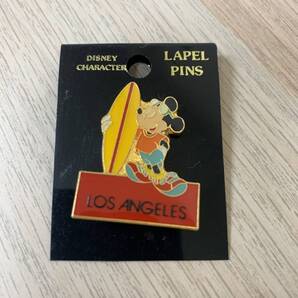 DISNEY
CHARACTER
LAPEL
PINS
LOS ANGELES